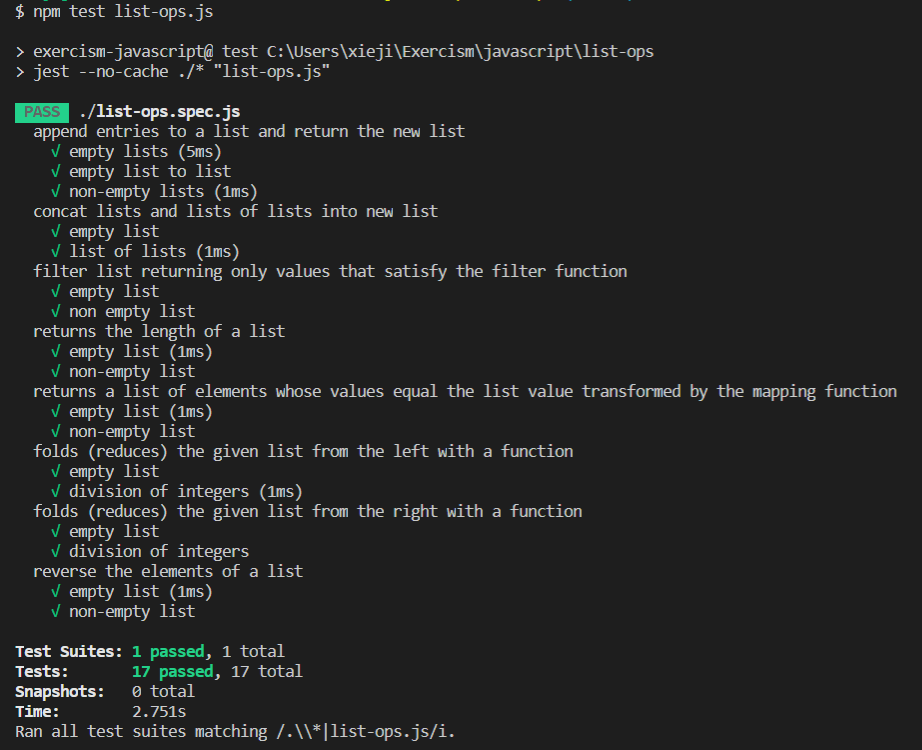 $ npm test list-ops.js
> exercism-javascript@ test C:\Users\xieji\Exercism\javascript\list-ops
> jest --no-cache ./* "list-ops.js"
PASS ./list-ops.spec.js
append entries to a list and return the new list
√ empty lists (5ms)
√ empty list to list
√ non-empty lists (1ms)
concat lists and lists of lists into new list
√ empty list
√ list of lists (1ms)
filter list returning only values that satisfy the filter function
√ empty list
√ non empty list
returns the length of a list
√ empty list (1ms)
√ non-empty list
returns a list of elements whose values equal the list value transformed by the mapping function
√ empty list (1ms)
√ non-empty list
folds (reduces) the given list from the left with a function
√ empty list
√ division of integers (1ms)
folds (reduces) the given list from the right with a function
√ empty list
√ division of integers
reverse the elements of a list
√ empty list (1ms)
√ non-empty list
Test Suites: 1 passed, 1 total
Tests: 17 passed, 17 total
Snapshots: 0 total
Time: 2.751s
Ran all test suites matching /.\\*|list-ops.js/i.